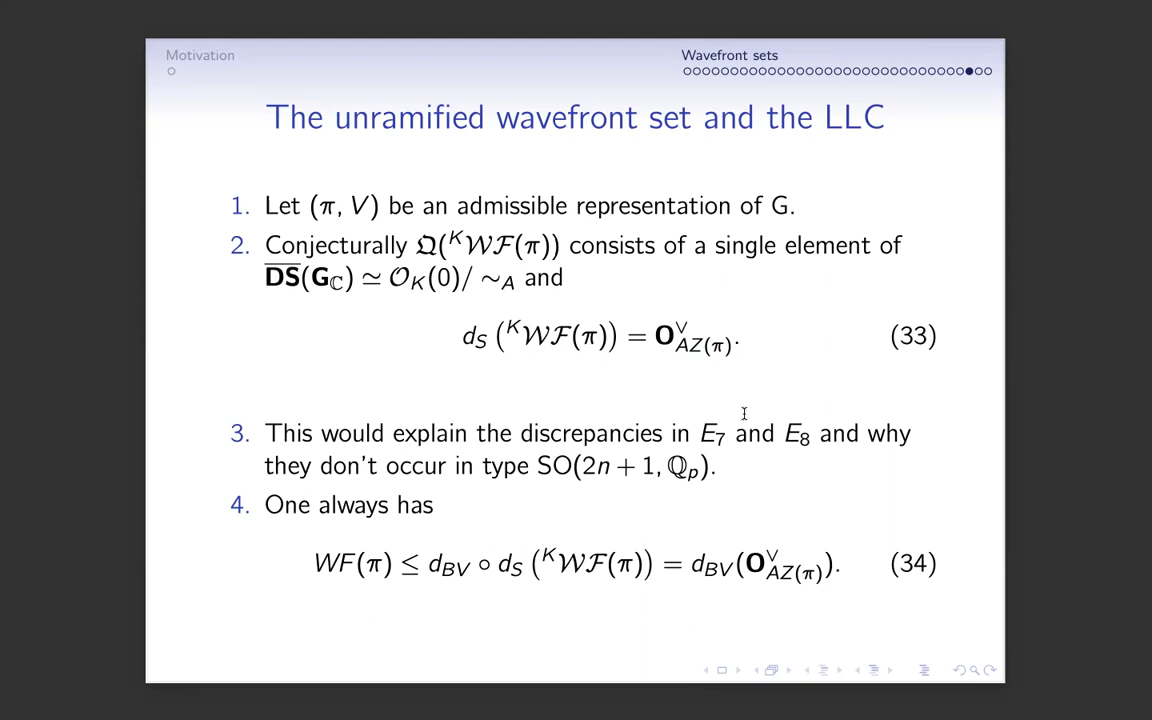 Motivation
Wavefront sets
The unramified wavefront set and the LLC
1. Let (π, V) be an admissible representation of G.
2. Conjecturally 𝔔(ᴷ𝒲ℱ(π)) consists of a single element of
D̅S̅(G_ℂ) ≃ 𝒪_K(0)/ ∼_A and
d_S (ᴷ𝒲ℱ(π)) = O^∨_{AZ(π)}. (33)
3. This would explain the discrepancies in E₇ and E₈ and why
they don't occur in type SO(2n + 1, ℚ_p).
4. One always has
WF(π) ≤ d_{BV} ∘ d_S (ᴷ𝒲ℱ(π)) = d_{BV}(O^∨_{AZ(π)}). (34)